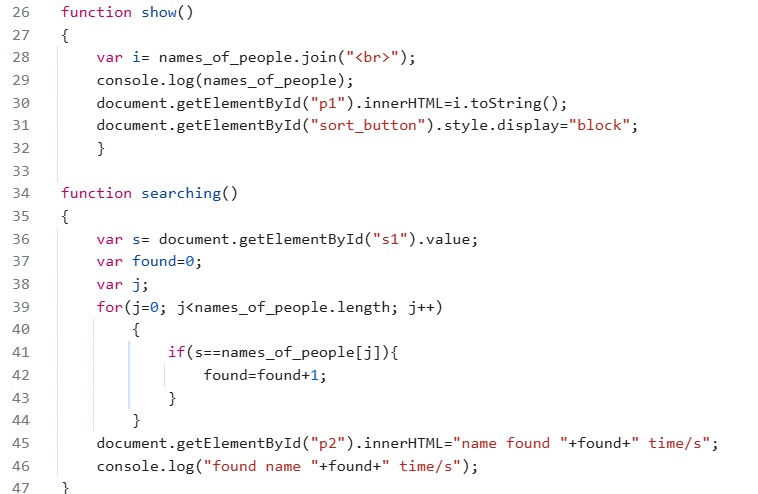 26 function show()
27 {
28 var i= names_of_people.join("<br>");
29 console.log(names_of_people);
30 document.getElementById("p1").innerHTML=i.toString();
31 document.getElementById("sort_button").style.display="block";
32 }
33
34 function searching()
35 {
36 var s= document.getElementById("s1").value;
37 var found=0;
38 var j;
39 for(j=0; j<names_of_people.length; j++)
40 {
41 if(s==names_of_people[j]){
42 found=found+1;
43 }
44 }
45 document.getElementById("p2").innerHTML="name found "+found+" time/s";
46 console.log("found name "+found+" time/s");
47 }